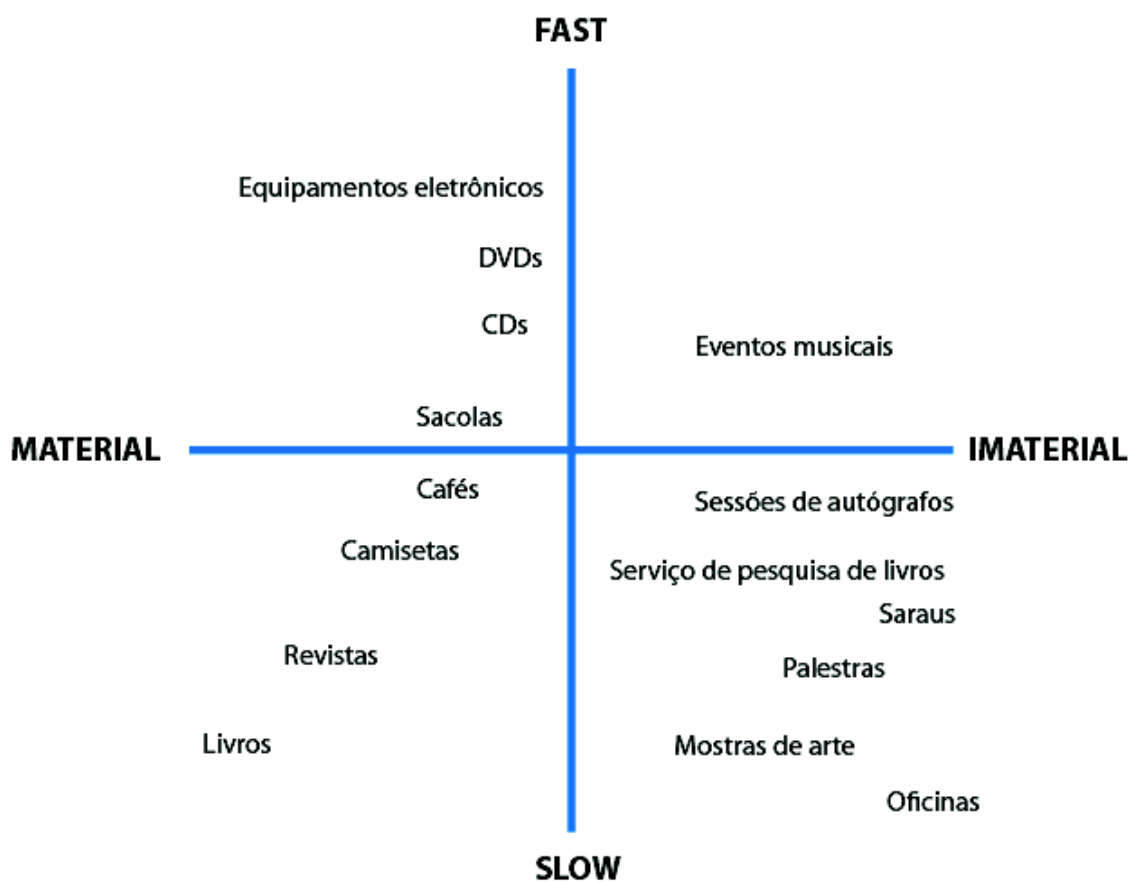 FAST
Equipamentos eletrônicos
DVDs
CDs
Eventos musicais
Sacolas
MATERIAL
IMATERIAL
Cafés
Sessões de autógrafos
Camisetas
Serviço de pesquisa de livros
Saraus
Revistas
Palestras
Livros
Mostras de arte
Oficinas
SLOW